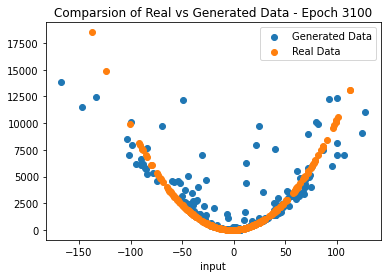 Comparsion of Real vs Generated Data - Epoch 3100
Generated Data
Real Data
17500
15000
12500
10000
7500
5000
2500
0
−150 −100 −50 0 50 100
input